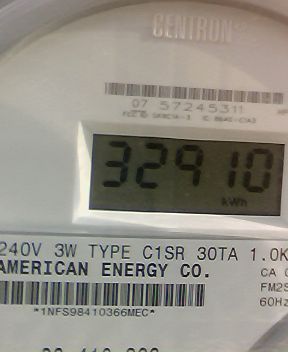 CENTRON
07 57245311
32910
kWh
240V 3W TYPE C1SR 30TA 1.0K
AMERICAN ENERGY CO.
CA
FM2S
60Hz
*1NFS98410366MEC*